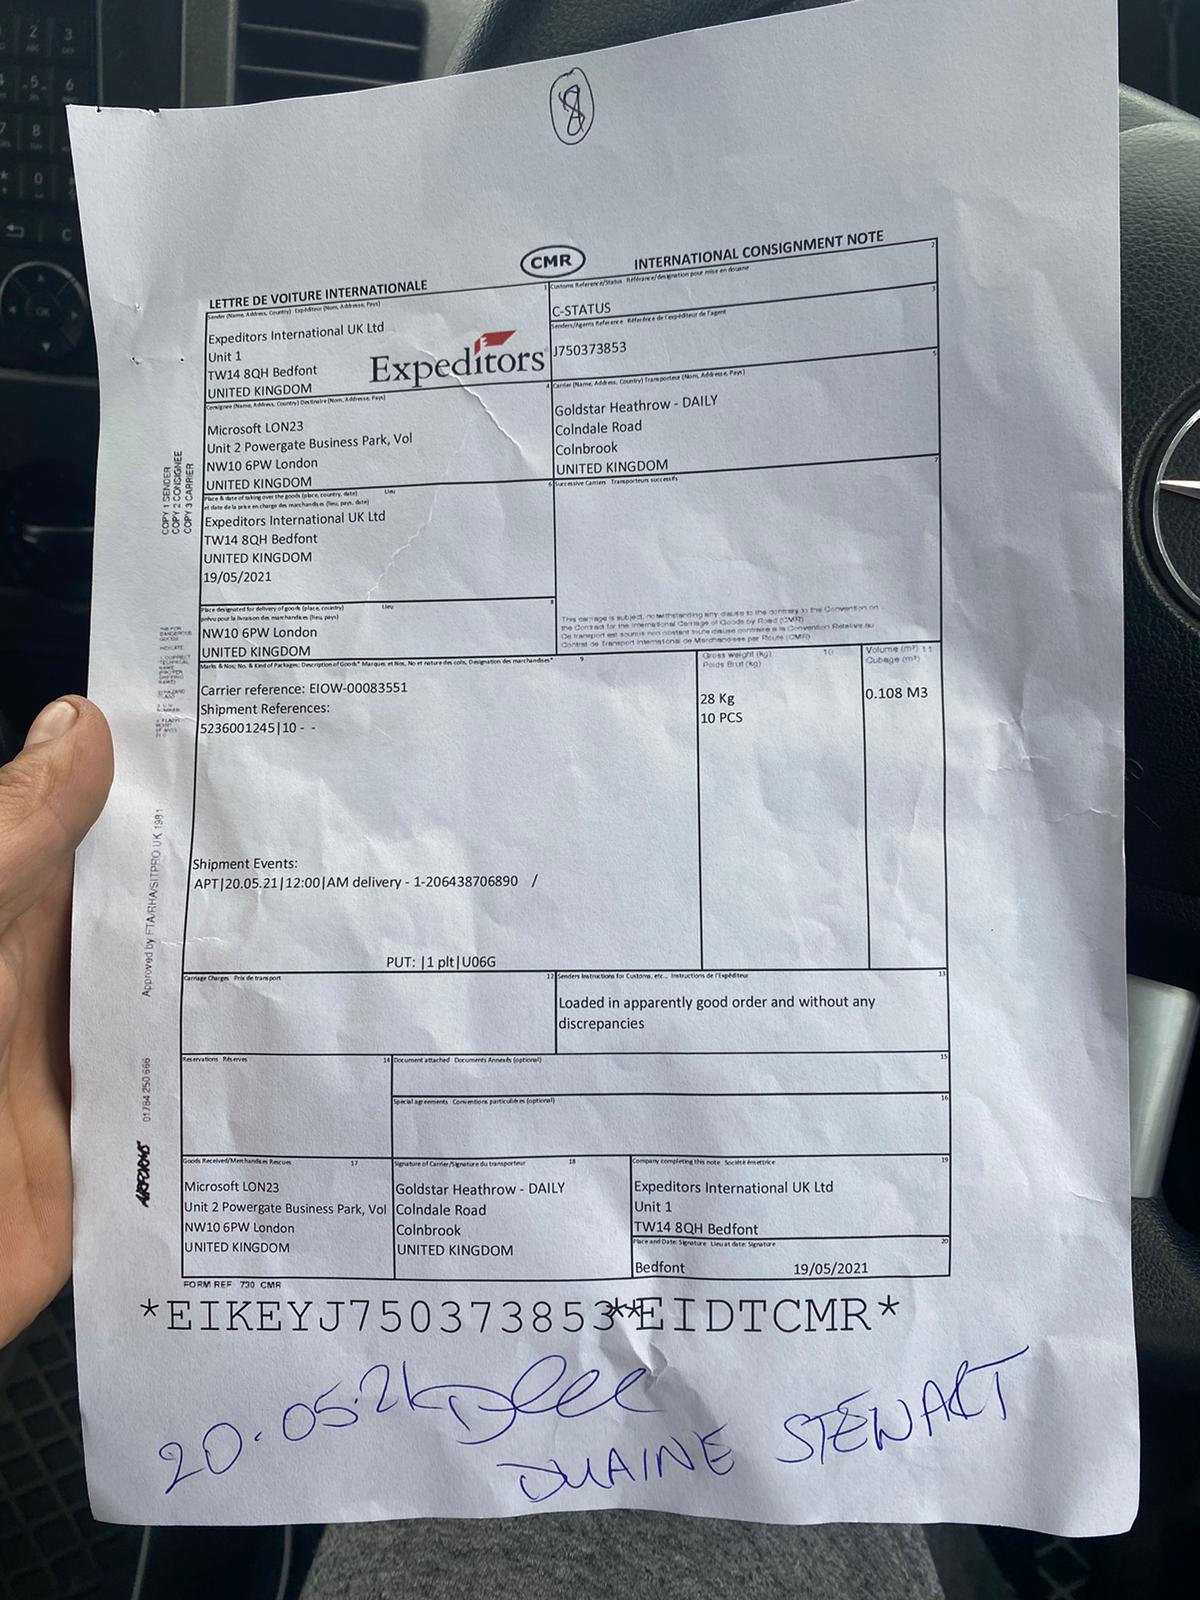 8
LETTRE DE VOITURE INTERNATIONALE
CMR
INTERNATIONAL CONSIGNMENT NOTE
Sender (Name, Address, Country) Expéditeur (Nom, Addresse, Pays) 1
Expeditors International UK Ltd
Unit 1
TW14 8QH Bedfont
UNITED KINGDOM
Expeditors
Customs Reference/Status Référance/designation pour mise en douane 2
C-STATUS
Senders/Agents Reference Référence de l'expéditeur de l'agent 3
J750373853
Consignee (Name, Address, Country) Destinaire (Nom, Addresse, Pays) 4
Microsoft LON23
Unit 2 Powergate Business Park, Vol
NW10 6PW London
UNITED KINGDOM
Carrier (Name, Address, Country) Transporteur (Nom, Addresse, Pays) 5
Goldstar Heathrow - DAILY
Colndale Road
Colnbrook
UNITED KINGDOM
COPY 1 SENDER
COPY 2 CONSIGNEE
COPY 3 CARRIER
Place & date of taking over the goods (place, country, date) Lieu 6
et date de la prise en charge des marchandises (lieu, pays, date)
Expeditors International UK Ltd
TW14 8QH Bedfont
UNITED KINGDOM
19/05/2021
Successive Carriers Transporteurs successifs 7
Place designated for delivery of goods (place, country) Lieu 8
prévu pour la livraison des marchandises (lieu, pays)
NW10 6PW London
UNITED KINGDOM
This carriage is subject, notwithstanding any clause to the contrary to the Convention on
the Contract for the International Carriage of Goods by Road (CMR)
Ce transport est soumis non obstant toute clause contraire a la Convention Relative au
Contrat de Transport International de Marchandises par Route (CMR)
Marks & Nos; No. & Kind of Packages; Description of Goods* Marques et Nos, No et nature des colis, Designation des marchandises* 9
Gross weight (kg) 10
Poids Brut (kg)
Volume (m³) 11
Cubage (m³)
Carrier reference: EIOW-00083551
Shipment References:
5236001245|10 - -
28 Kg
10 PCS
0.108 M3
Shipment Events:
APT|20.05.21|12:00|AM delivery - 1-206438706890 /
PUT: |1 plt|U06G
Approved by FTA/RHA/SITPRO UK 1981
01784 250 666
AIRFORMS
Carriage Charges Prix de transport 12
Senders Instructions for Customs, etc... Instructions de l'Expéditeur 13
Loaded in apparently good order and without any
discrepancies
Reservations Réserves 14
Document attached Documents Annexés (optional) 15
Special agreements Conventions particulières (optional) 16
Goods Received/Merchandises Rescues 17
Microsoft LON23
Unit 2 Powergate Business Park, Vol
NW10 6PW London
UNITED KINGDOM
Signature of Carrier/Signature du transporteur 18
Goldstar Heathrow - DAILY
Colndale Road
Colnbrook
UNITED KINGDOM
Company completing this note Société émettrice 19
Expeditors International UK Ltd
Unit 1
TW14 8QH Bedfont
Place and Date: Signature Lieu at date: Signature 20
Bedfont 19/05/2021
FORM REF 730 CMR
*EIKEYJ750373853**EIDTCMR*
20.05.21
DUAINE STEWART